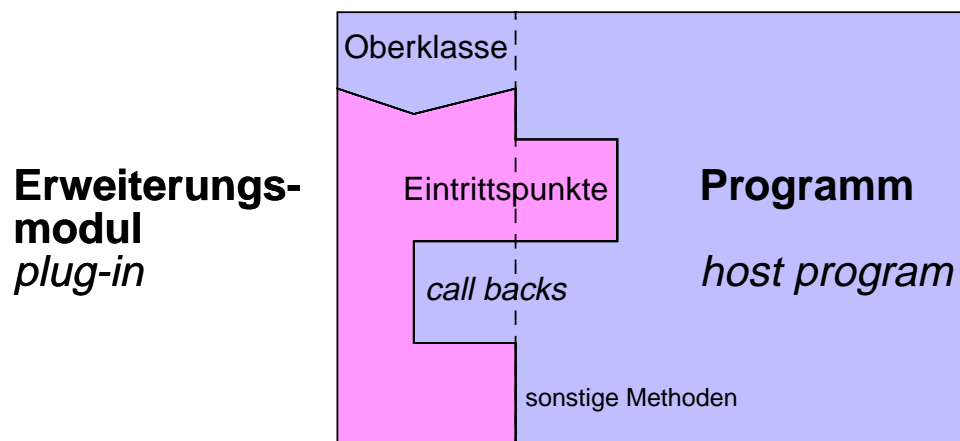 Oberklasse
Erweiterungs-
modul
plug-in
Eintrittspunkte
call backs
Programm
host program
sonstige Methoden